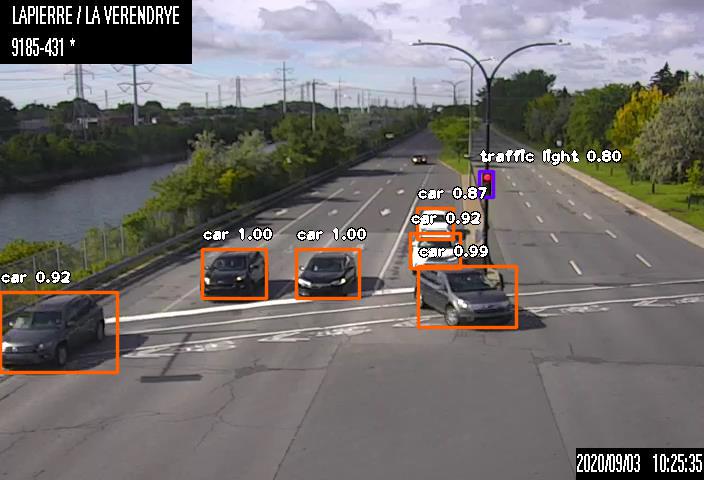 LAPIERRE / LA VERENDRYE
9185-431 *
traffic light 0.80
car 0.87
car 0.92
car 1.00
car 1.00
car 0.99
car 0.92
2020/09/03 10:25:35